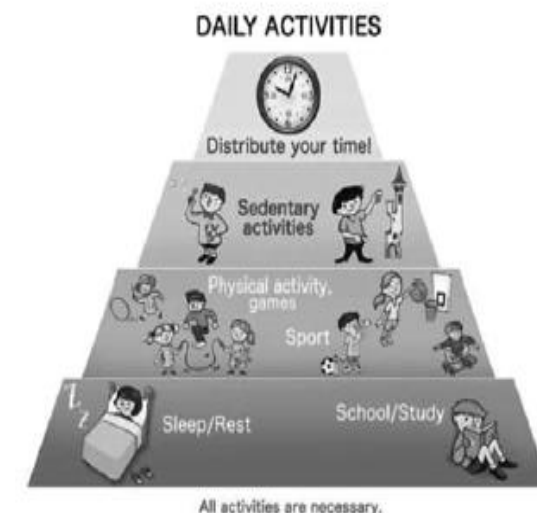 DAILY ACTIVITIES
Distribute your time!
Sedentary
activities
Physical activity,
games
Sport
Z
z
Sleep/Rest
School/Study
All activities are necessary.